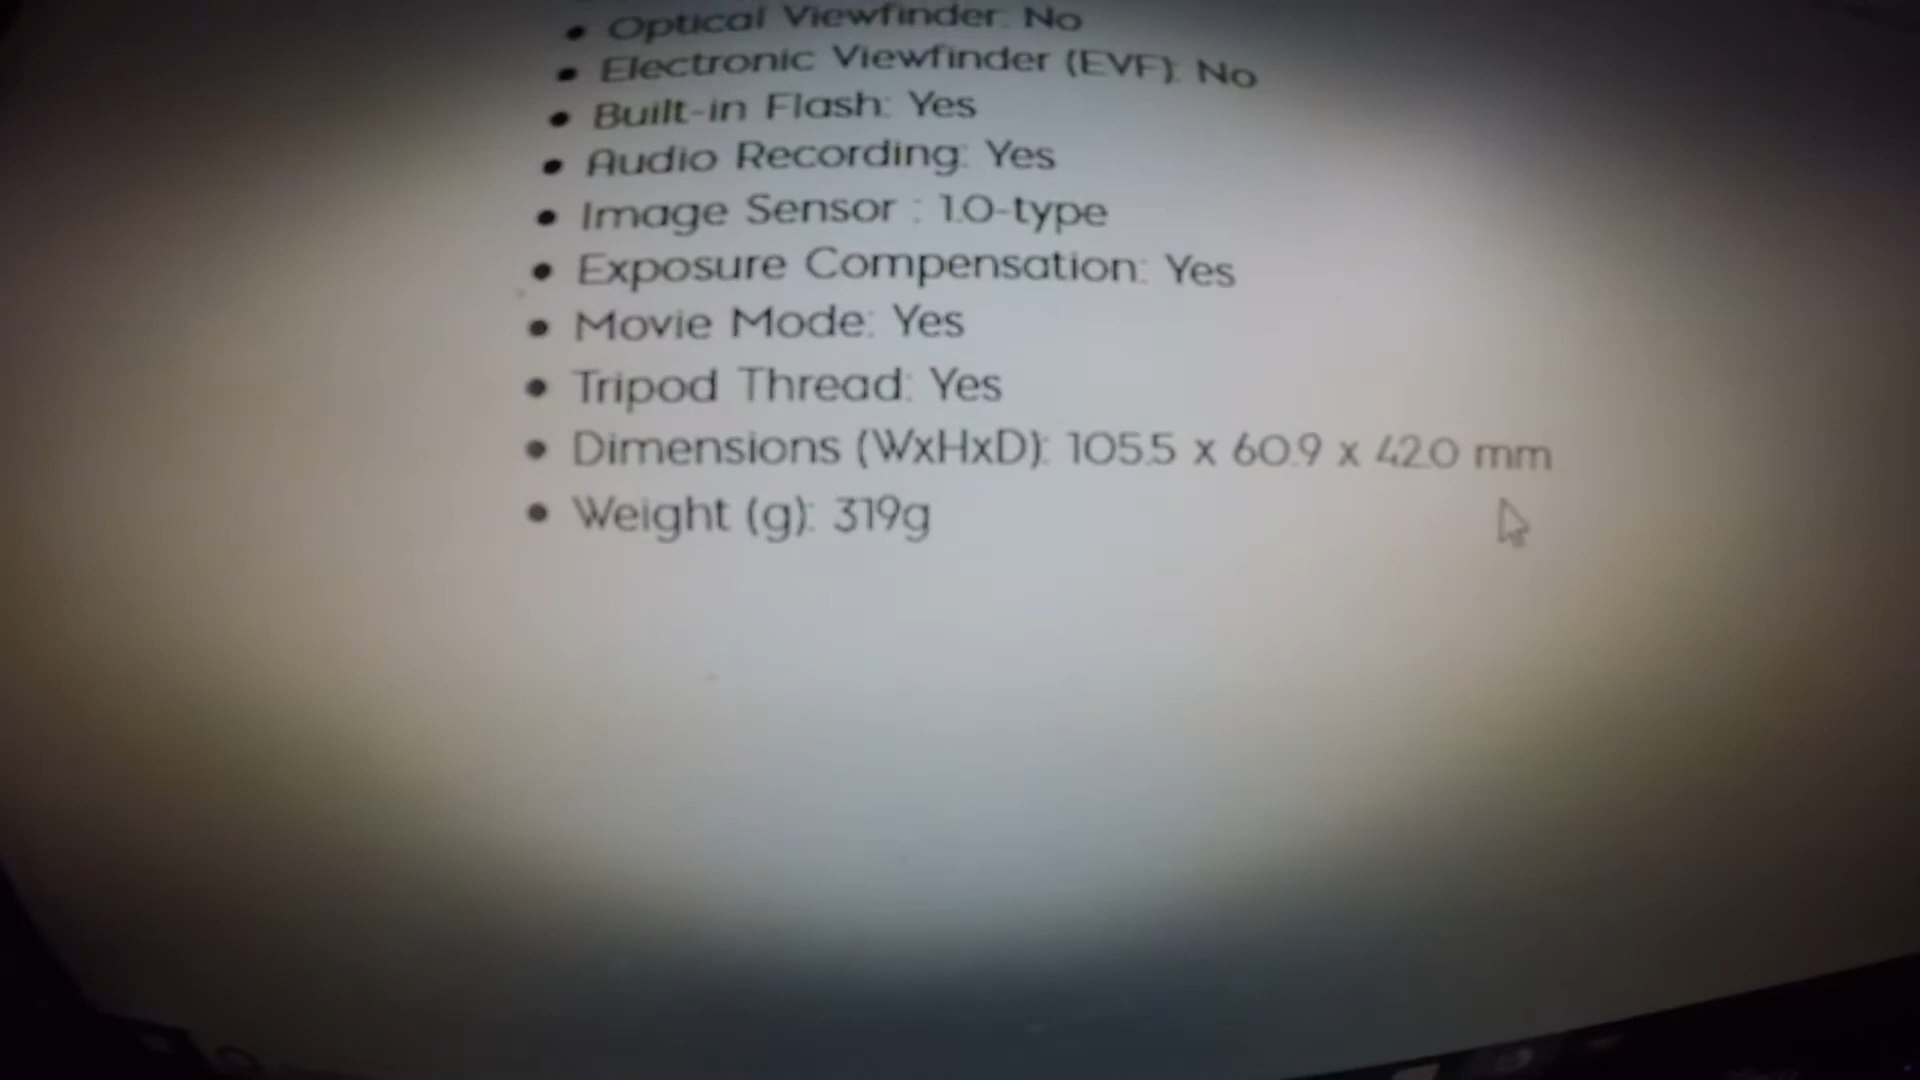 • Optical Viewfinder: No
• Electronic Viewfinder (EVF): No
• Built-in Flash: Yes
• Audio Recording: Yes
• Image Sensor : 1.0-type
• Exposure Compensation: Yes
• Movie Mode: Yes
• Tripod Thread: Yes
• Dimensions (WxHxD): 105.5 x 60.9 x 42.0 mm
• Weight (g): 319g